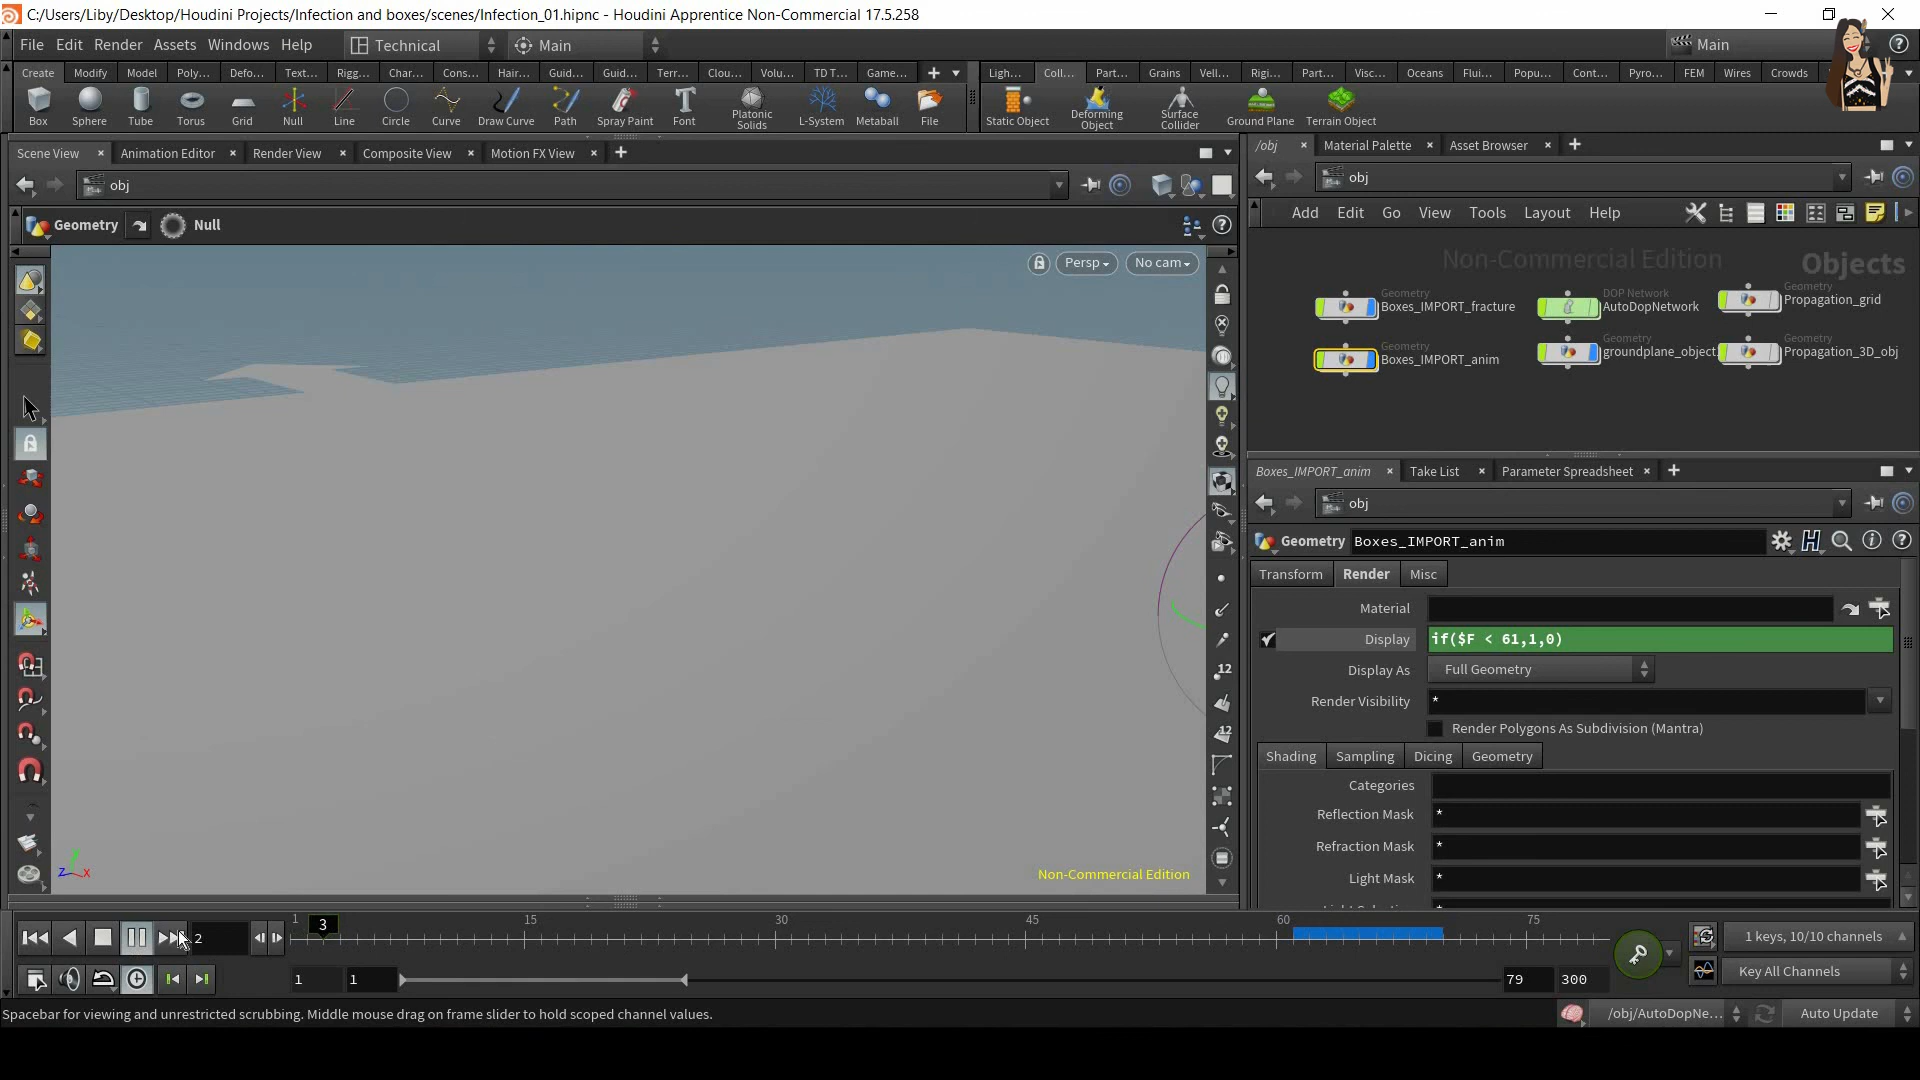 C:/Users/Liby/Desktop/Houdini Projects/Infection and boxes/scenes/Infection_01.hipnc - Houdini Apprentice Non-Commercial 17.5.258
File Edit Render Assets Windows Help Technical Main Main
Create Modify Model Poly... Defo... Text... Rigg... Char... Cons... Hair... Guid... Guid... Terr... Clou... Volu... TD T... Game... Ligh... Coll... Part... Grains Vell... Rigi... Part... Visc... Oceans Flui... Popu... Cont... Pyro... FEM Wires Crowds
Box Sphere Tube Torus Grid Null Line Circle Curve Draw Curve Path Spray Paint Font Platonic Solids L-System Metaball File Static Object Deforming Object Surface Collider Ground Plane Terrain Object
Scene View Animation Editor Render View Composite View Motion FX View
obj
Geometry Null
Persp No cam
Non-Commercial Edition
/obj Material Palette Asset Browser
obj
Add Edit Go View Tools Layout Help
Non-Commercial Edition Objects
Geometry
Boxes_IMPORT_fracture
DOP Network
AutoDopNetwork
Geometry
Propagation_grid
Geometry
Boxes_IMPORT_anim
Geometry
groundplane_object
Geometry
Propagation_3D_obj
Boxes_IMPORT_anim Take List Parameter Spreadsheet
obj
Geometry Boxes_IMPORT_anim
Transform Render Misc
Material
Display if($F < 61,1,0)
Display As Full Geometry
Render Visibility *
Render Polygons As Subdivision (Mantra)
Shading Sampling Dicing Geometry
Categories
Reflection Mask *
Refraction Mask *
Light Mask *
12
12
z x
2 1 3 15 30 45 60 75
1 keys, 10/10 channels
1 1 79 300
Key All Channels
Spacebar for viewing and unrestricted scrubbing. Middle mouse drag on frame slider to hold scoped channel values.
/obj/AutoDopNe... Auto Update